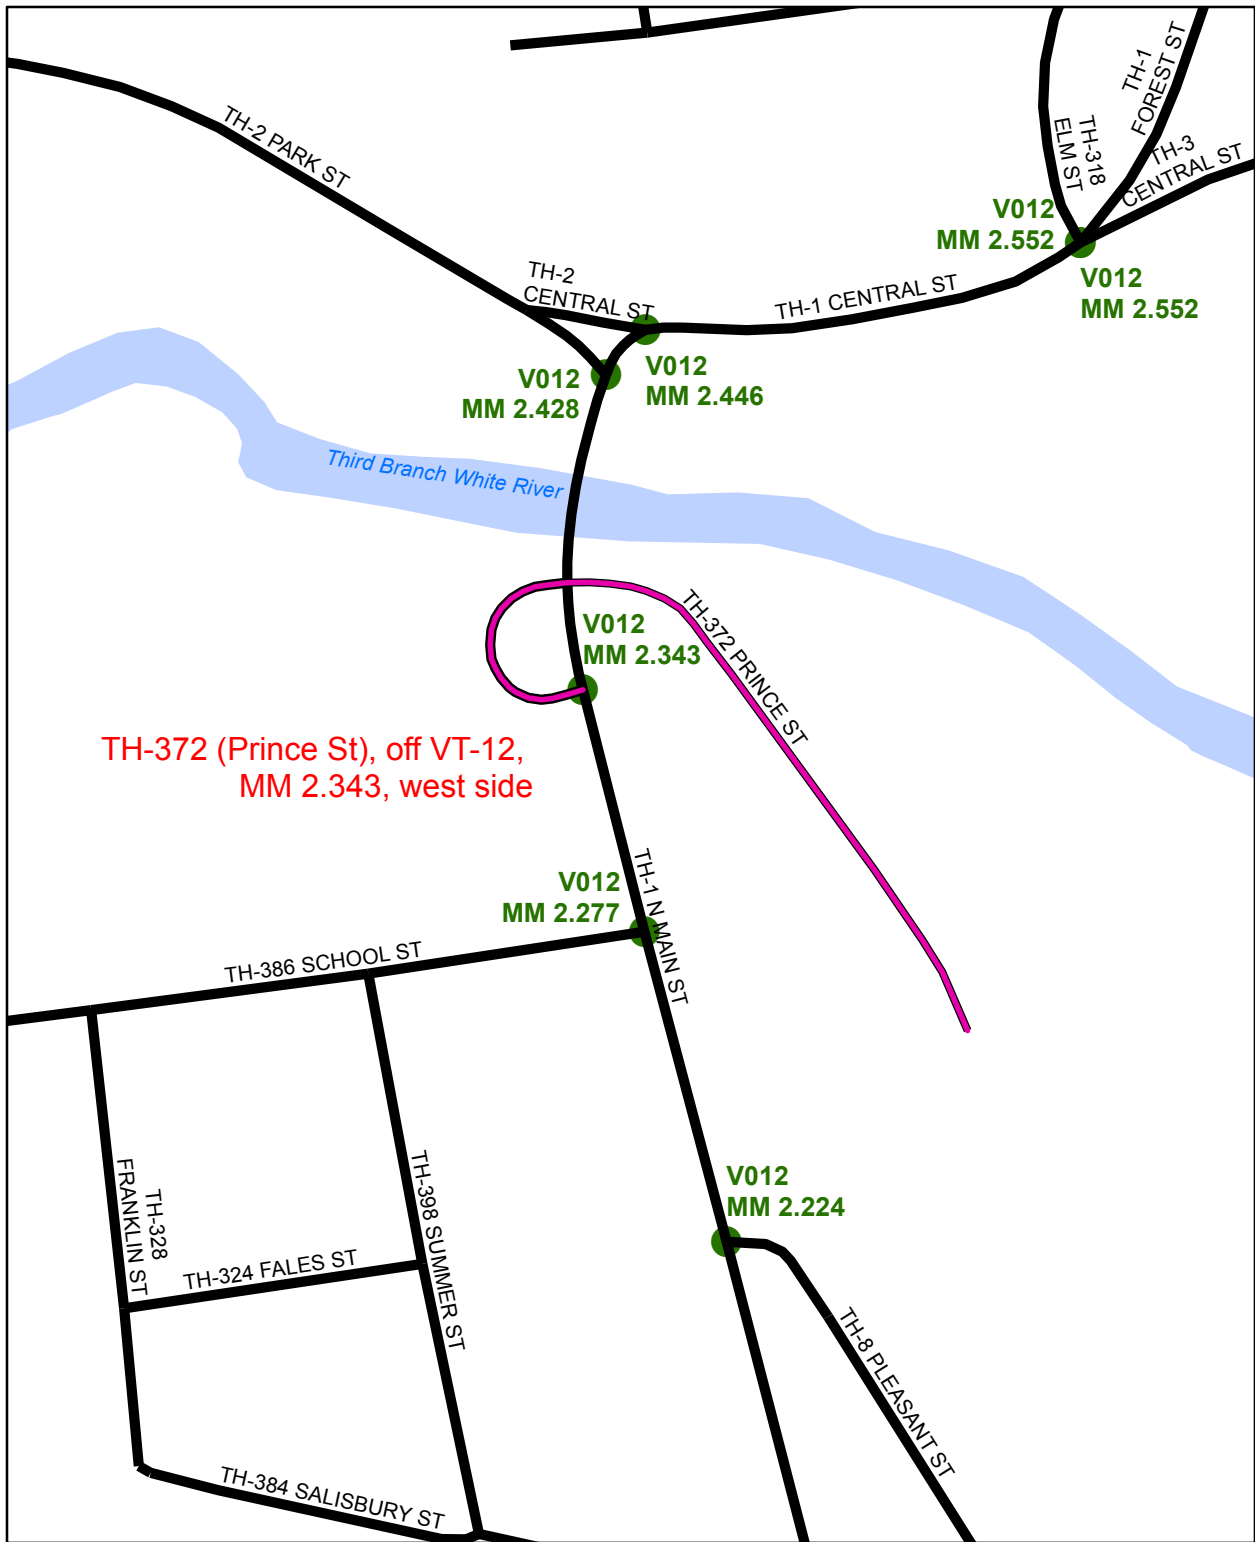 TH-1
FOREST ST
TH-2 PARK ST
TH-318
ELM ST
TH-3
CENTRAL ST
V012
MM 2.552
V012
MM 2.552
TH-2
CENTRAL ST
TH-1 CENTRAL ST
V012
MM 2.446
V012
MM 2.428
Third Branch White River
V012
MM 2.343
TH-372 PRINCE ST
TH-372 (Prince St), off VT-12,
MM 2.343, west side
TH-1 N MAIN ST
V012
MM 2.277
TH-386 SCHOOL ST
TH-328
FRANKLIN ST
TH-398 SUMMER ST
V012
MM 2.224
TH-324 FALES ST
TH-8 PLEASANT ST
TH-384 SALISBURY ST